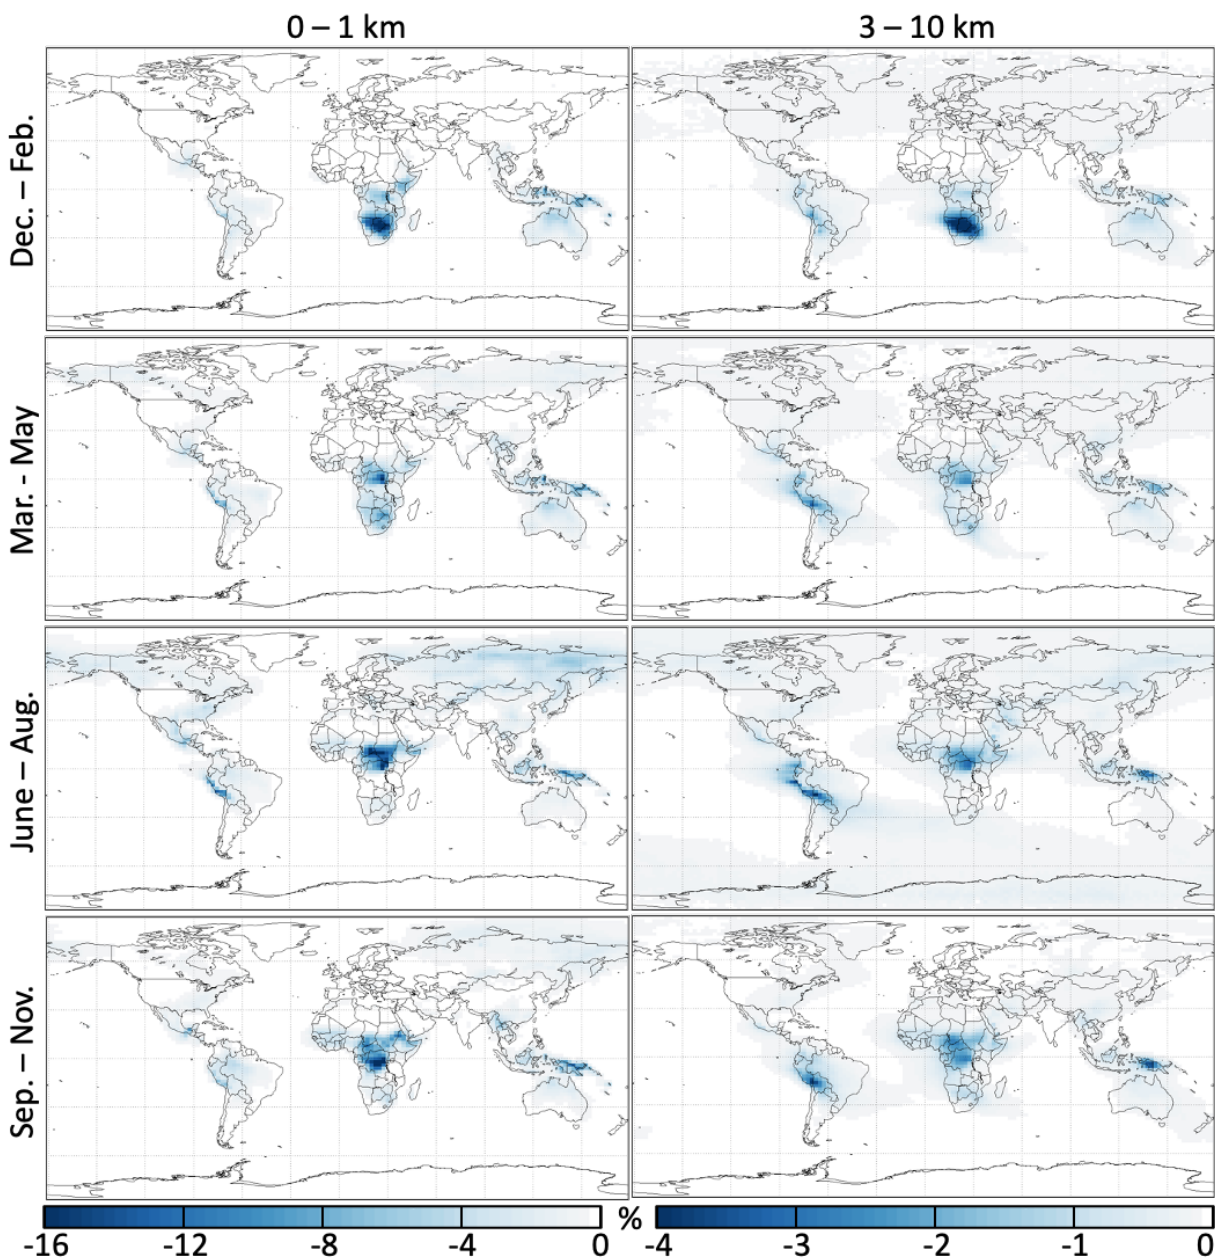 0 – 1 km 3 – 10 km
Dec. – Feb.
Mar. - May
June – Aug.
Sep. – Nov.
-16 -12 -8 -4 0 % -4 -3 -2 -1 0